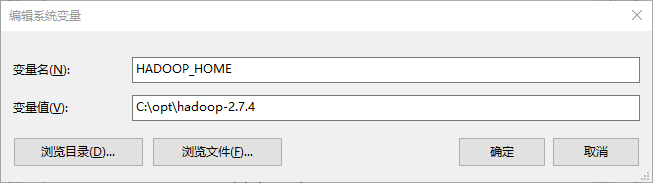 编辑系统变量
变量名(N): HADOOP_HOME
变量值(V): C:\opt\hadoop-2.7.4
浏览目录(D)... 浏览文件(F)... 确定 取消